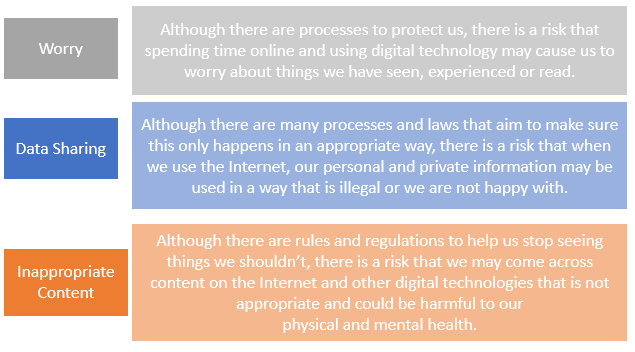 Worry
Although there are processes to protect us, there is a risk that
spending time online and using digital technology may cause us to
worry about things we have seen, experienced or read.
Data Sharing
Although there are many processes and laws that aim to make sure
this only happens in an appropriate way, there is a risk that when
we use the Internet, our personal and private information may be
used in a way that is illegal or we are not happy with.
Inappropriate
Content
Although there are rules and regulations to help us stop seeing
things we shouldn’t, there is a risk that we may come across
content on the Internet and other digital technologies that is not
appropriate and could be harmful to our
physical and mental health.